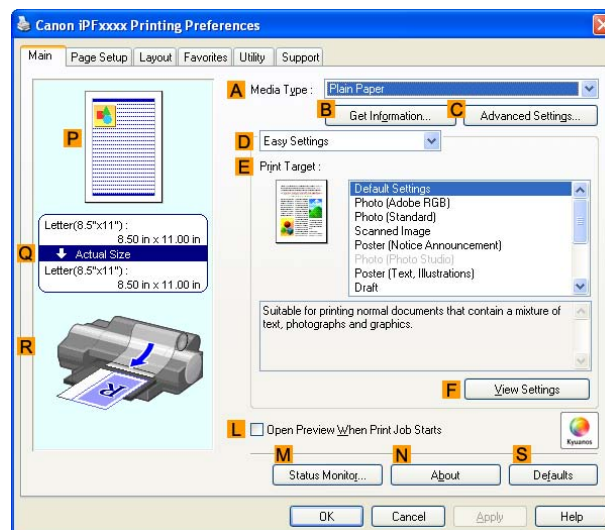 Canon iPFxxxx Printing Preferences
Main Page Setup Layout Favorites Utility Support
A Media Type : Plain Paper
B Get Information... C Advanced Settings...
D Easy Settings
E Print Target :
Default Settings
Photo (Adobe RGB)
Photo (Standard)
Scanned Image
Poster (Notice Announcement)
Photo (Photo Studio)
Poster (Text, Illustrations)
Draft
P
Q
Letter(8.5"x11") :
8.50 in x 11.00 in
Actual Size
Letter(8.5"x11") :
8.50 in x 11.00 in
R
R
Suitable for printing normal documents that contain a mixture of
text, photographs and graphics.
F View Settings
L Open Preview When Print Job Starts
Kyuanos
M Status Monitor... N About S Defaults
OK Cancel Apply Help